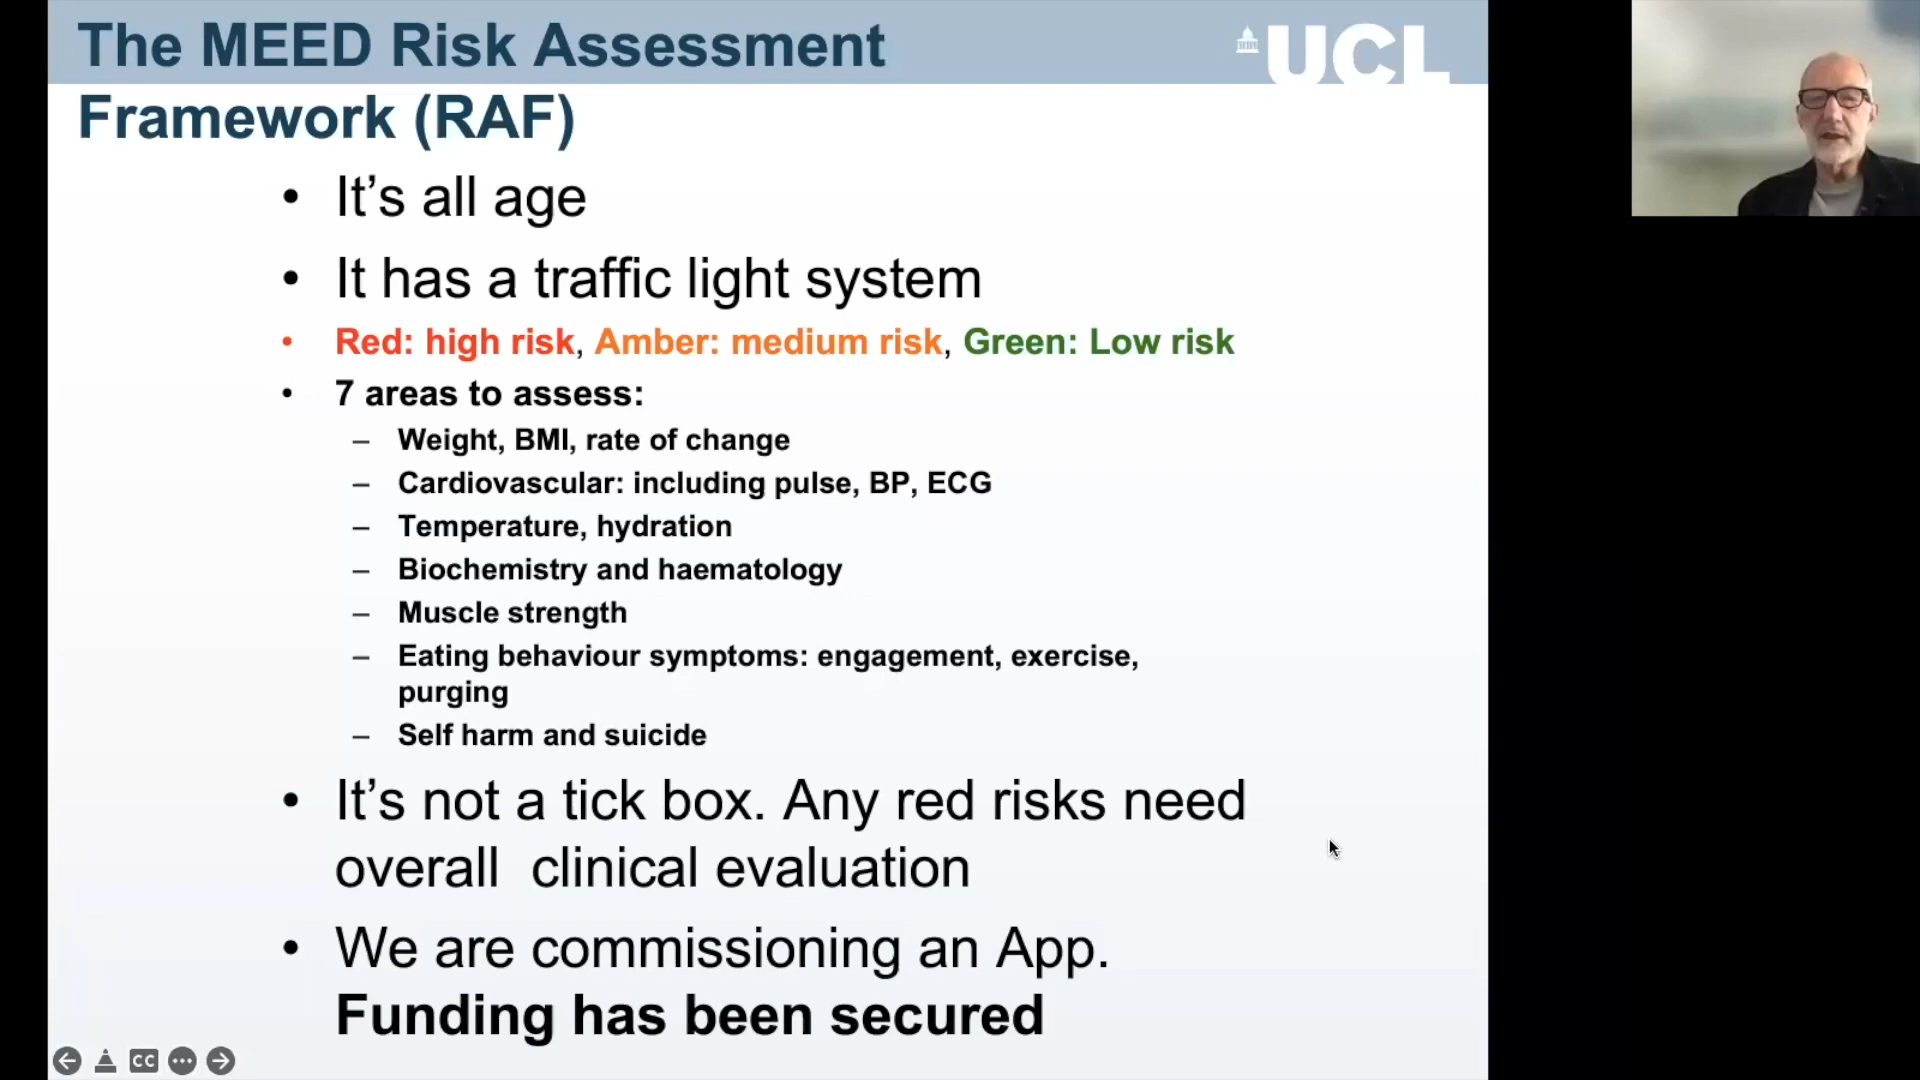 The MEED Risk Assessment
UCL
Framework (RAF)
• It’s all age
• It has a traffic light system
• Red: high risk, Amber: medium risk, Green: Low risk
• 7 areas to assess:
– Weight, BMI, rate of change
– Cardiovascular: including pulse, BP, ECG
– Temperature, hydration
– Biochemistry and haematology
– Muscle strength
– Eating behaviour symptoms: engagement, exercise,
purging
– Self harm and suicide
• It’s not a tick box. Any red risks need
overall  clinical evaluation
• We are commissioning an App.
Funding has been secured
CC